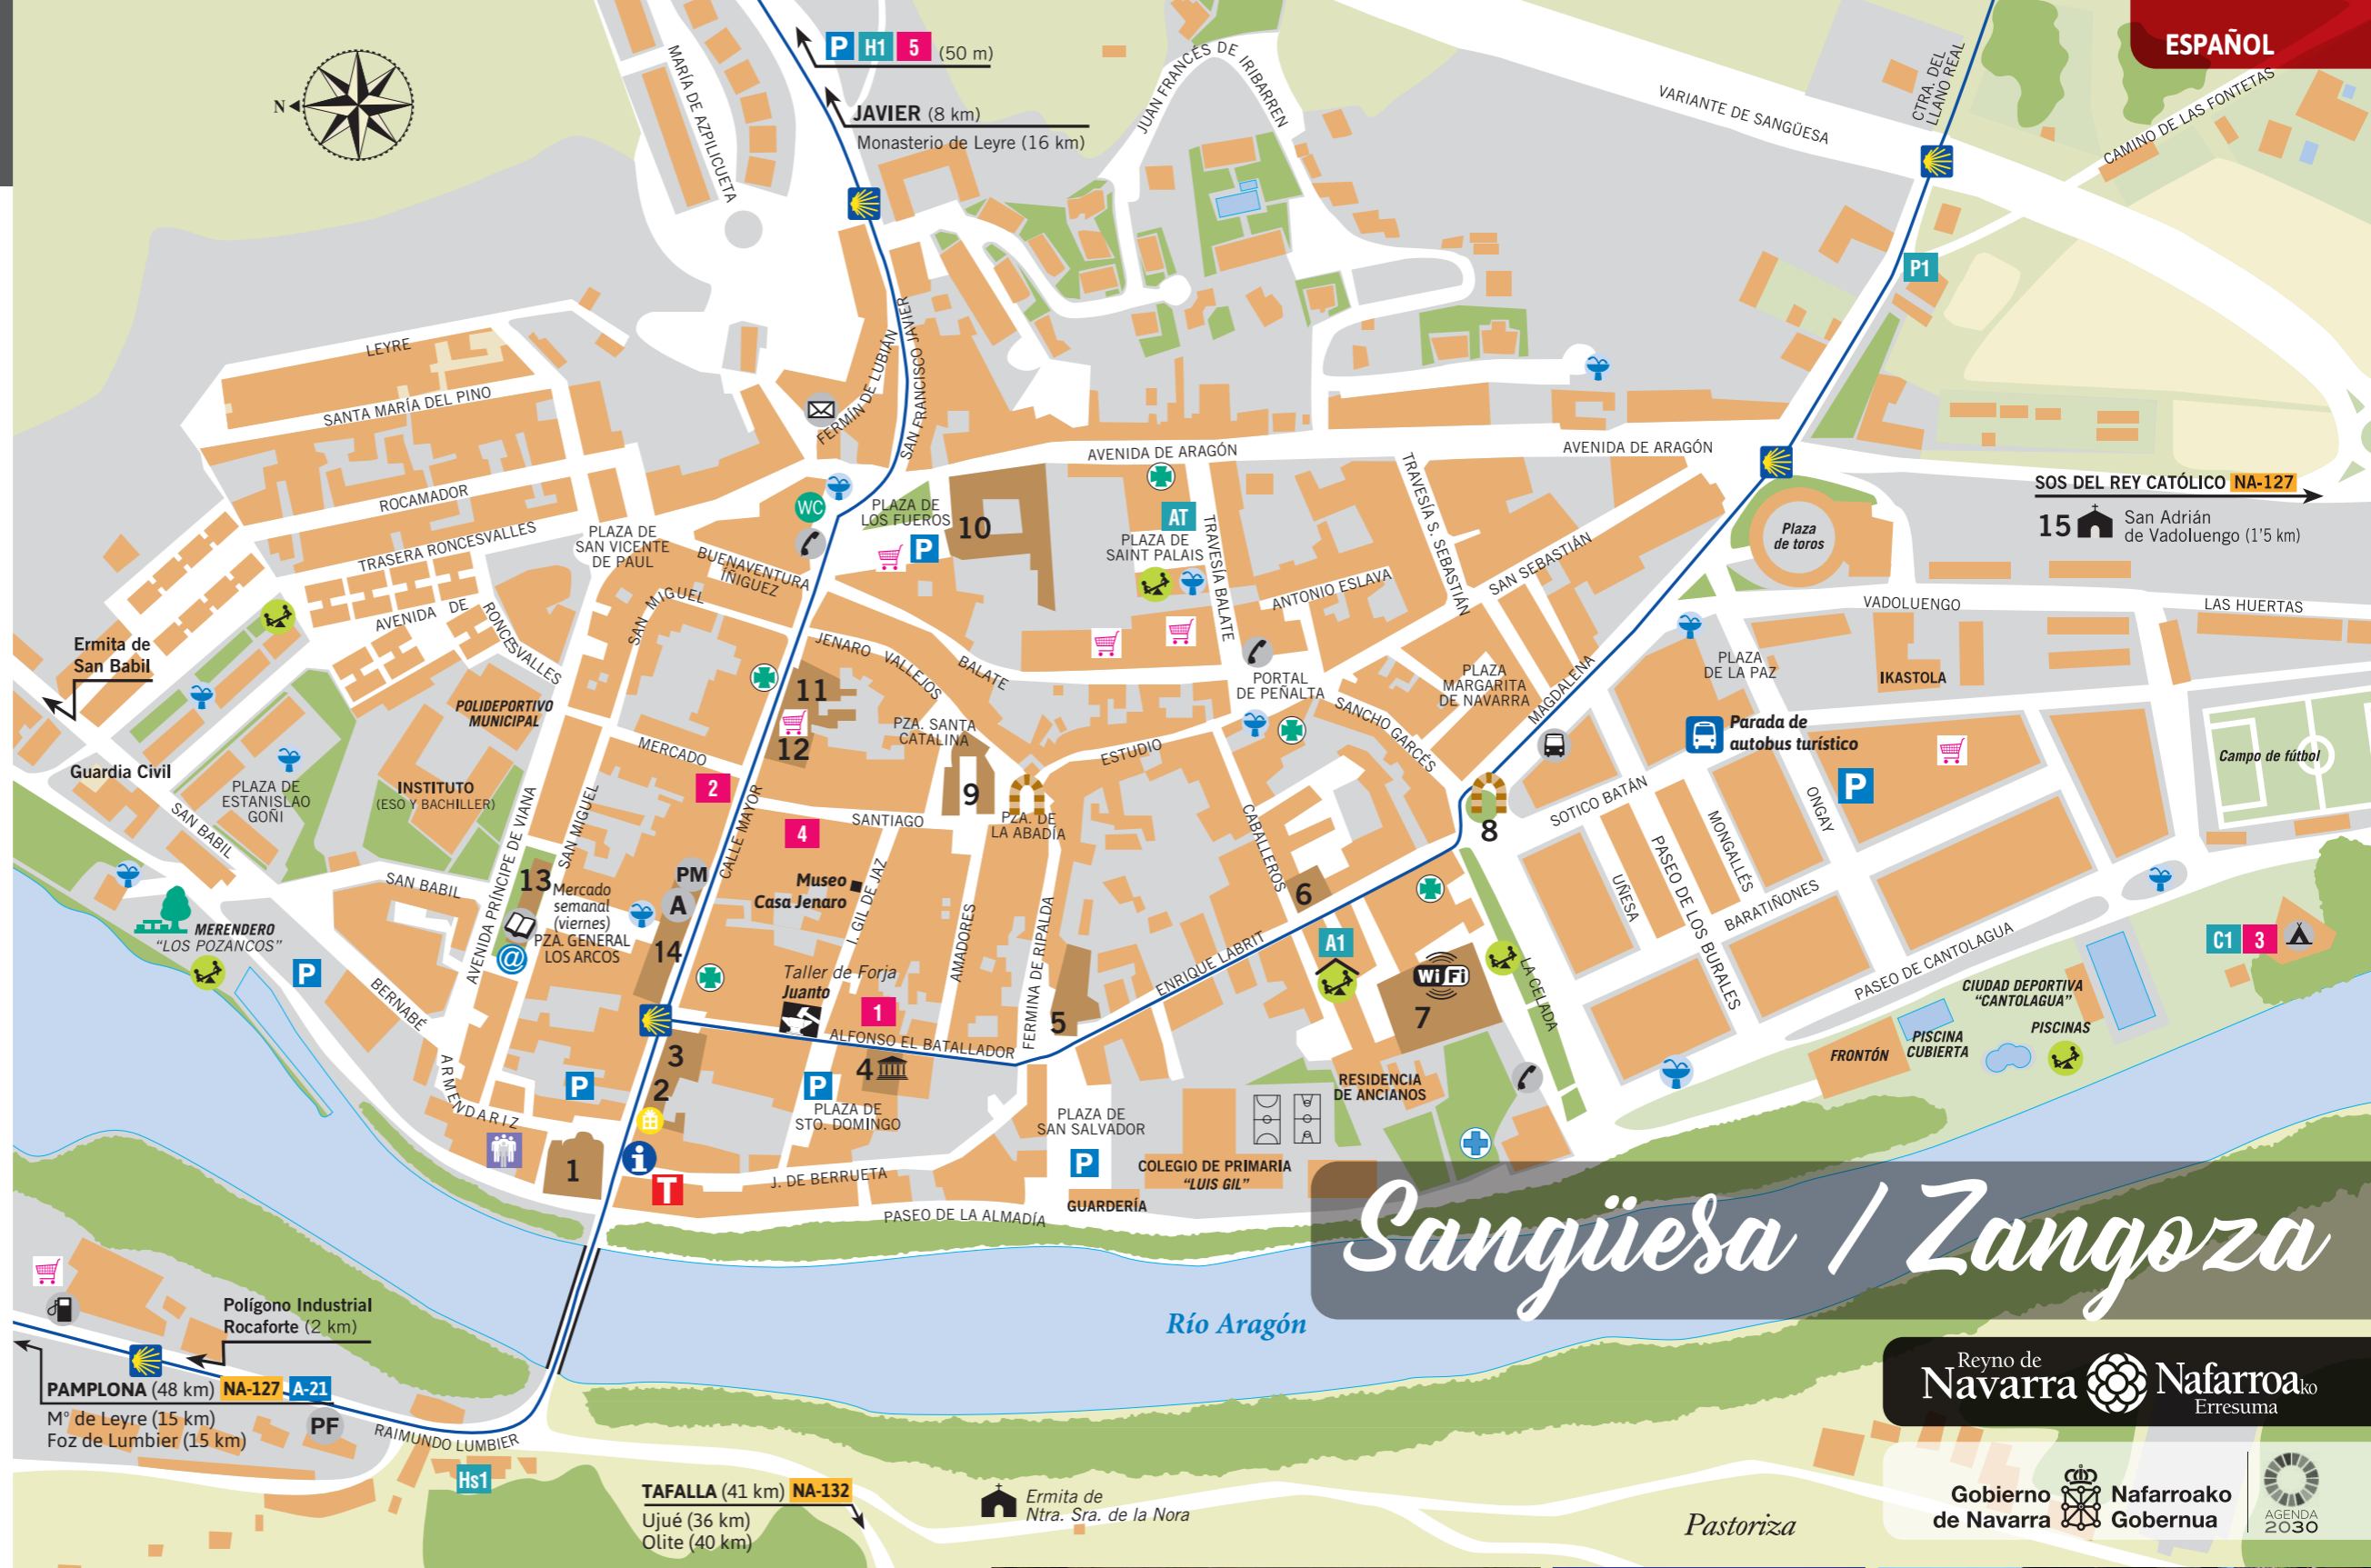 ESPAÑOL
P H1 5 (50 m)
JAVIER (8 km)
Monasterio de Leyre (16 km)
N
MARÍA DE AZPILICUETA
JUAN FRANCÉS DE IRIBARREN
VARIANTE DE SANGÜESA
CTRA. DEL
LLANO REAL
CAMINO DE LAS FONTETAS
P1
LEYRE
SANTA MARÍA DEL PINO
FERMÍN DE LUBIÁN
SAN FRANCISCO JAVIER
ROCAMADOR
TRASERA RONCESVALLES
AVENIDA DE
RONCESVALLES
PLAZA DE
SAN VICENTE
DE PAUL
BUENAVENTURA
ÍÑIGUEZ
WC
PLAZA DE
LOS FUEROS
P
10
AVENIDA DE ARAGÓN
AVENIDA DE ARAGÓN
AT
PLAZA DE
SAINT PALAIS
TRAVESÍA BALATE
TRAVESÍA S. SEBASTIÁN
ANTONIO ESLAVA
SAN SEBASTIÁN
Plaza
de toros
SOS DEL REY CATÓLICO NA-127
15 San Adrián
de Vadoluengo (1'5 km)
VADOLUENGO
LAS HUERTAS
Ermita de
San Babil
SAN MIGUEL
JENARO VALLEJOS
BALATE
PORTAL
DE PEÑALTA
PLAZA
MARGARITA
DE NAVARRA
MAGDALENA
PLAZA
DE LA PAZ
IKASTOLA
POLIDEPORTIVO
MUNICIPAL
11
12
PZA. SANTA
CATALINA
SANCHO GARCÉS
Parada de
autobus turístico
Campo de fútbol
MERCADO
2
ESTUDIO
9
PZA. DE
LA ABADÍA
Guardia Civil
PLAZA DE
ESTANISLAO
GOÑI
INSTITUTO
(ESO Y BACHILLER)
AVENIDA PRÍNCIPE DE VIANA
SAN MIGUEL
CALLE MAYOR
SANTIAGO
4
CABALLEROS
8
SOTICO BATÁN
ONGAY
P
MONGALLÉS
PASEO DE LOS BURALES
UÑESA
BARATIÑONES
SAN BABIL
SAN BABIL
13
Mercado
semanal
(viernes)
PZA. GENERAL
LOS ARCOS
@
PM
A
14
Museo
Casa Jenaro
I. GIL DE JAZ
AMADORES
FERMINA DE RIPALDA
6
A1
ENRIQUE LABRIT
Wi Fi
7
LA CELADA
PASEO DE CANTOLAGUA
C1 3
CIUDAD DEPORTIVA
“CANTOLAGUA”
PISCINAS
PISCINA
CUBIERTA
FRONTÓN
MERENDERO
“LOS POZANCOS”
P
BERNABÉ
ARMENDARIZ
Taller de Forja
Juanto
1
ALFONSO EL BATALLADOR
5
3
2
4
P
P
PLAZA DE
STO. DOMINGO
PLAZA DE
SAN SALVADOR
P
RESIDENCIA
DE ANCIANOS
COLEGIO DE PRIMARIA
“LUIS GIL”
GUARDERÍA
1
i
T
J. DE BERRUETA
PASEO DE LA ALMADÍA
Sangüesa / Zangoza
Río Aragón
Polígono Industrial
Rocaforte (2 km)
PAMPLONA (48 km) NA-127 A-21
Mº de Leyre (15 km)
Foz de Lumbier (15 km)
PF
RAIMUNDO LUMBIER
Hs1
TAFALLA (41 km) NA-132
Ujué (36 km)
Olite (40 km)
Ermita de
Ntra. Sra. de la Nora
Pastoriza
Reyno de
Navarra
Nafarroako
Erresuma
Gobierno
de Navarra
Nafarroako
Gobernua
AGENDA
2030